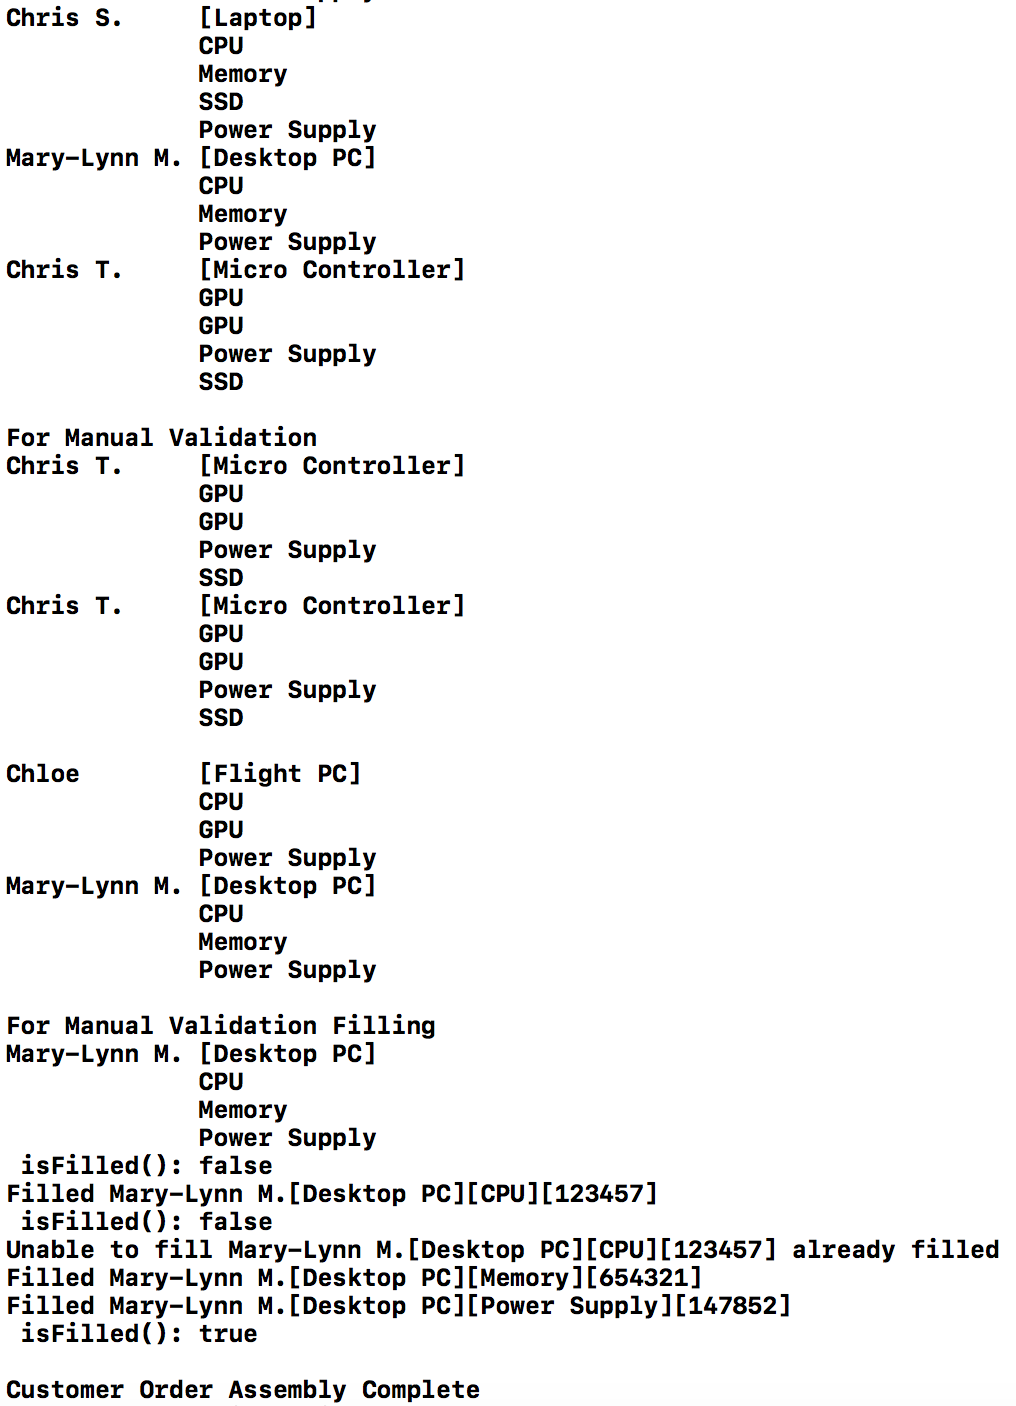 Chris S.     [Laptop]
             CPU
             Memory
             SSD
             Power Supply
Mary-Lynn M. [Desktop PC]
             CPU
             Memory
             Power Supply
Chris T.     [Micro Controller]
             GPU
             GPU
             Power Supply
             SSD

For Manual Validation
Chris T.     [Micro Controller]
             GPU
             GPU
             Power Supply
             SSD
Chris T.     [Micro Controller]
             GPU
             GPU
             Power Supply
             SSD

Chloe        [Flight PC]
             CPU
             GPU
             Power Supply
Mary-Lynn M. [Desktop PC]
             CPU
             Memory
             Power Supply

For Manual Validation Filling
Mary-Lynn M. [Desktop PC]
             CPU
             Memory
             Power Supply
 isFilled(): false
Filled Mary-Lynn M.[Desktop PC][CPU][123457]
 isFilled(): false
Unable to fill Mary-Lynn M.[Desktop PC][CPU][123457] already filled
Filled Mary-Lynn M.[Desktop PC][Memory][654321]
Filled Mary-Lynn M.[Desktop PC][Power Supply][147852]
 isFilled(): true

Customer Order Assembly Complete